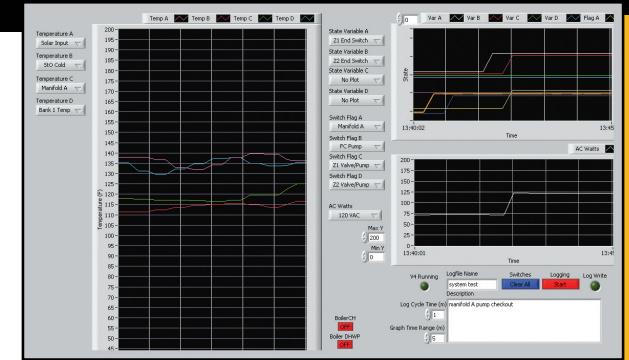 Temp A Temp B Temp C Temp D
Temperature A
Solar Input
Temperature B
StO Cold
Temperature C
Manifold A
Temperature D
Bank 1 Temp
Temperature (F)
200
195
190
185
180
175
170
165
160
155
150
145
140
135
130
125
120
115
110
105
100
95
90
85
80
75
70
65
60
55
50
45
State Variable A
Z1 End Switch
State Variable B
Z2 End Switch
State Variable C
No Plot
State Variable D
No Plot
Switch Flag A
Manifold A
Switch Flag B
FC Pump
Switch Flag C
Z1 Valve/Pump
Switch Flag D
Z2 Valve/Pump
AC Watts
120 VAC
Max Y
200
Min Y
0
BoilerCH
OFF
Boiler DHWP
OFF
0 Var A Var B Var C Var D Flag A
State
13:40:02 13:45
Time
AC Watts
200
175
150
125
100
75
50
25
0
13:40:01 13:45
Time
V4 Running
Logfile Name
system test
Switches
Clear All
Logging
Start
Log Write
Description
manifold A pump checkout
Log Cycle Time (m)
1
Graph Time Range (m)
5